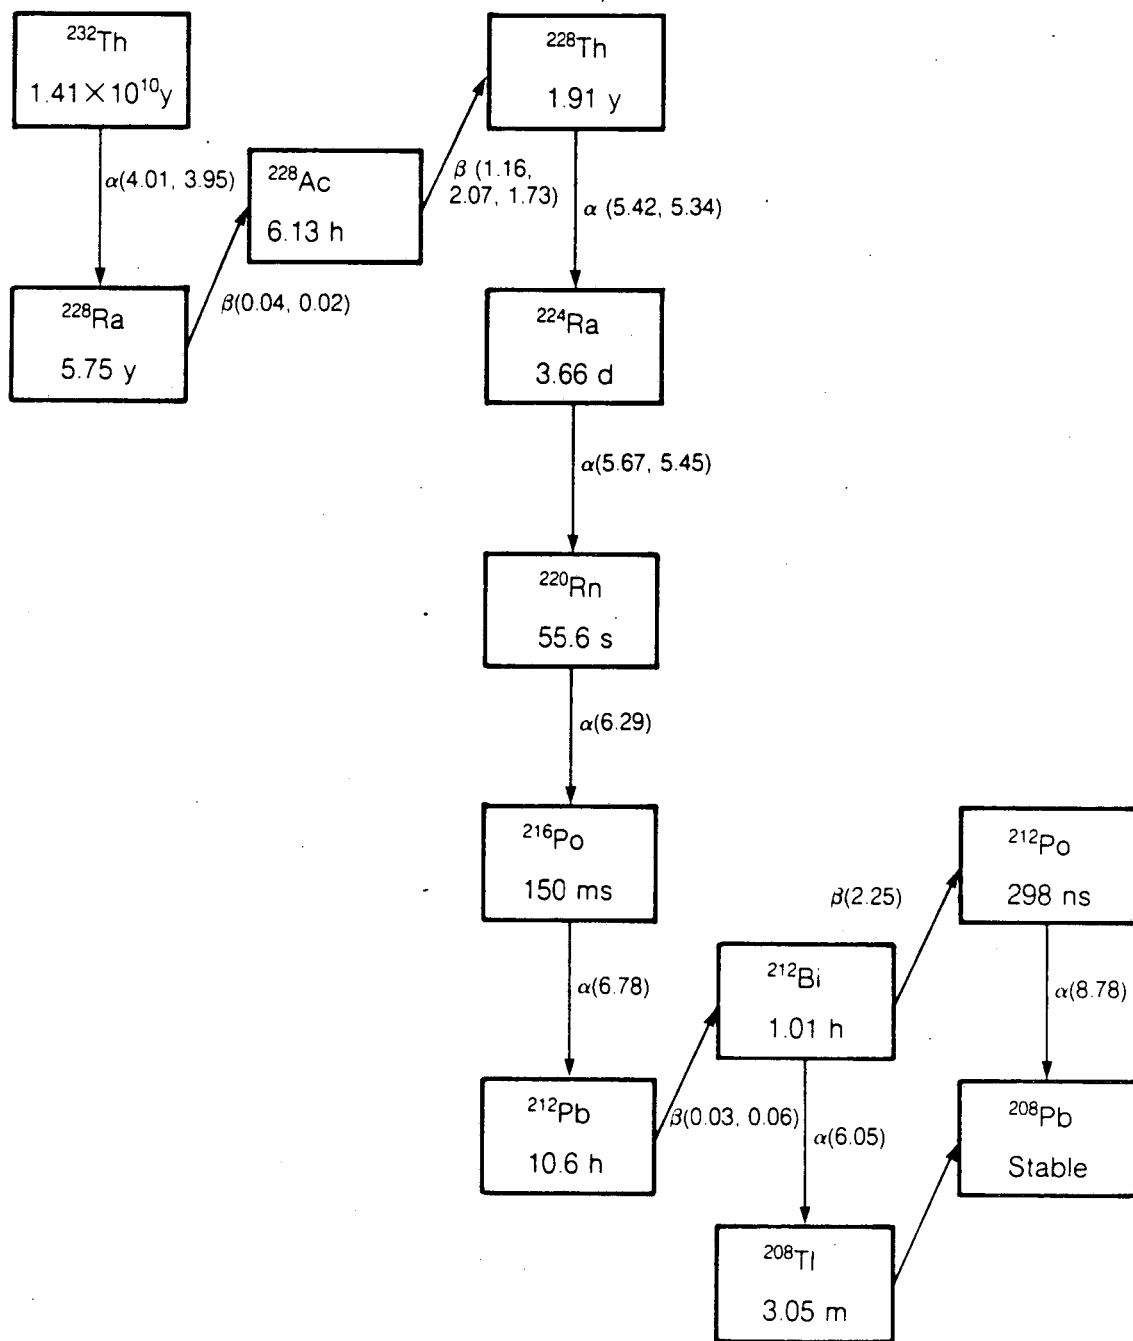 ²³²Th
1.41×10¹⁰y
α(4.01, 3.95)
²²⁸Ra
5.75 y
β(0.04, 0.02)
²²⁸Ac
6.13 h
β (1.16,
2.07, 1.73)
²²⁸Th
1.91 y
α (5.42, 5.34)
²²⁴Ra
3.66 d
α(5.67, 5.45)
²²⁰Rn
55.6 s
α(6.29)
²¹⁶Po
150 ms
α(6.78)
²¹²Pb
10.6 h
β(0.03, 0.06)
²¹²Bi
1.01 h
β(2.25)
α(6.05)
²¹²Po
298 ns
α(8.78)
²⁰⁸Pb
Stable
²⁰⁸Tl
3.05 m